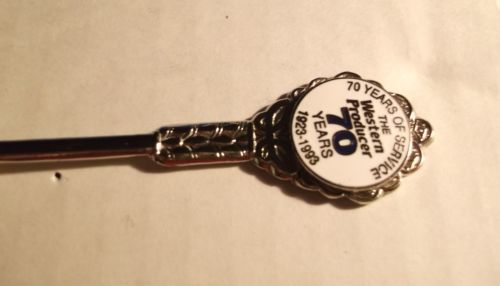 70 YEARS OF SERVICE
THE
Western
Producer
70
YEARS
1923-1993